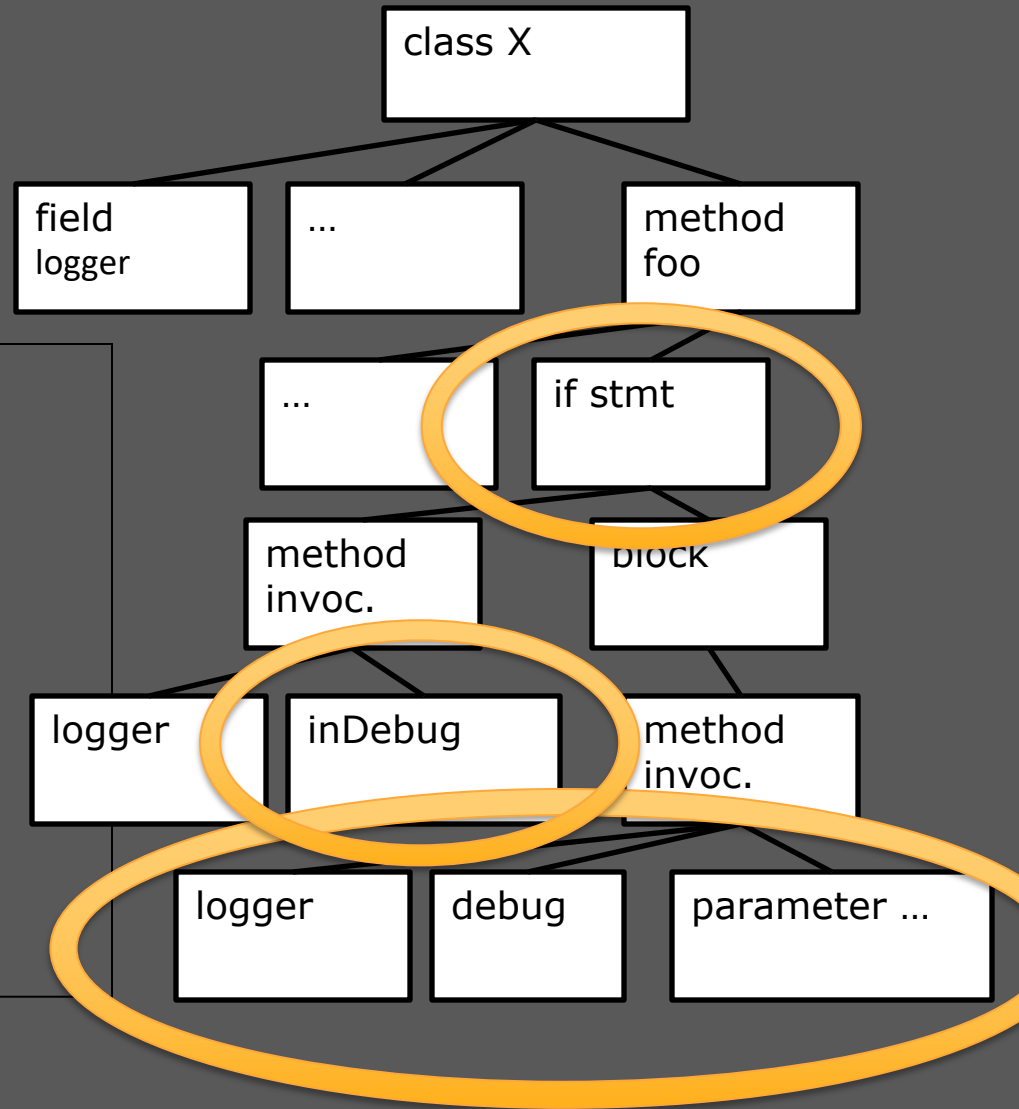 class X
field
logger
…
method
foo
…
if stmt
method
invoc.
block
logger
inDebug
method
invoc.
logger
debug
parameter …